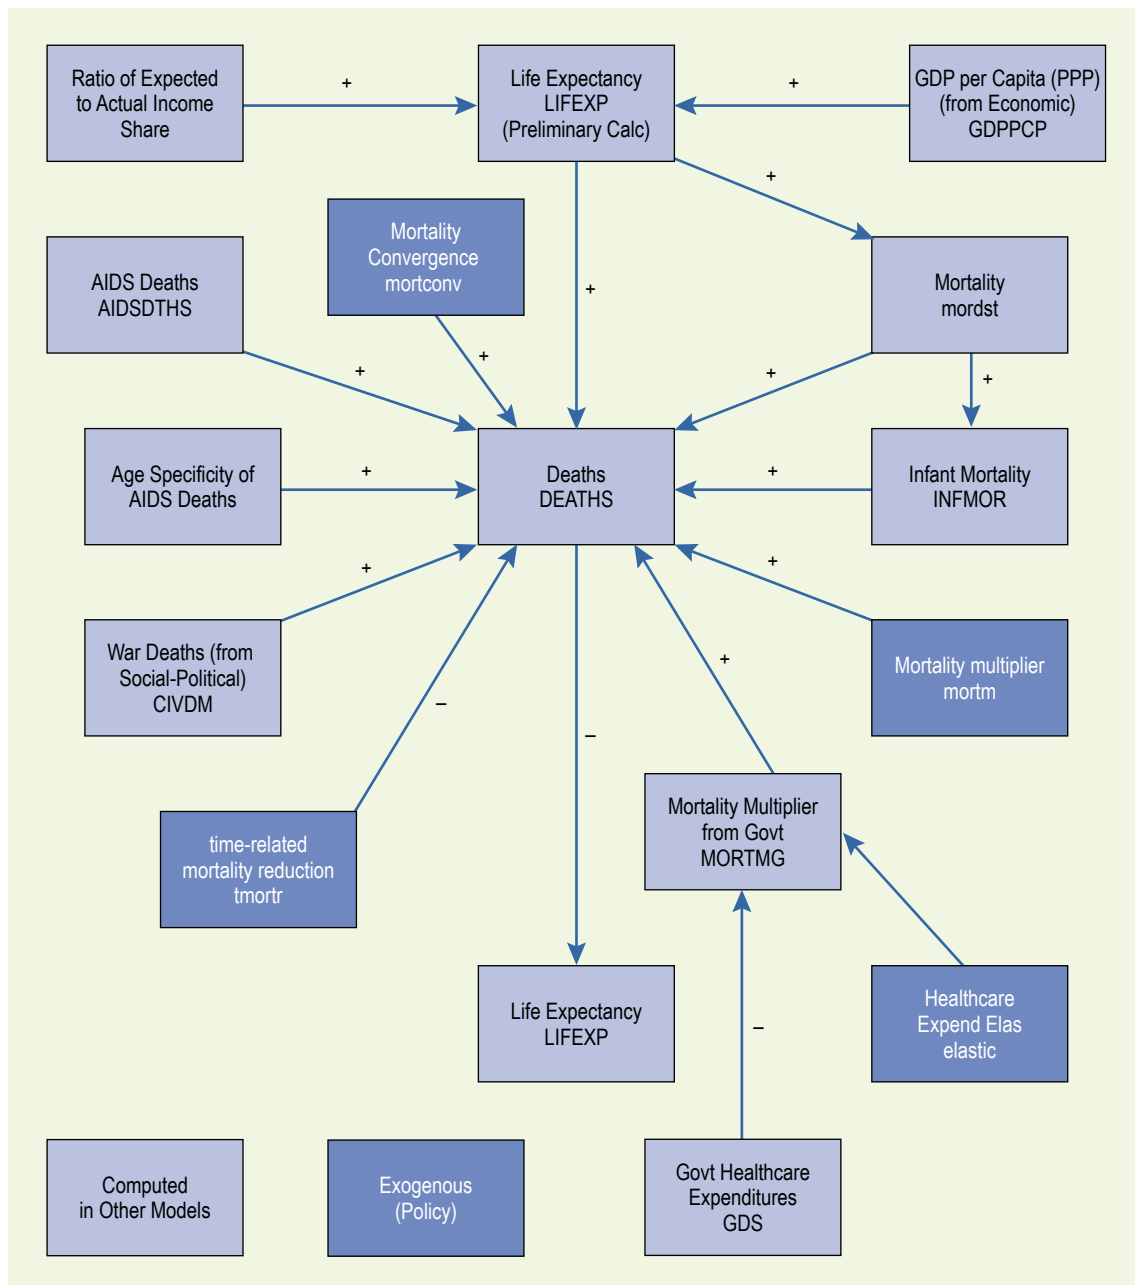 Ratio of Expected
to Actual Income
Share
+
Life Expectancy
LIFEXP
(Preliminary Calc)
+
GDP per Capita (PPP)
(from Economic)
GDPPCP
+
Mortality
Convergence
mortconv
AIDS Deaths
AIDSDTHS
+
Mortality
mordst
+
+
+
+
Age Specificity of
AIDS Deaths
+
Deaths
DEATHS
+
Infant Mortality
INFMOR
+
+
War Deaths (from
Social-Political)
CIVDM
–
–
+
Mortality multiplier
mortm
time-related
mortality reduction
tmortr
Mortality Multiplier
from Govt
MORTMG
Life Expectancy
LIFEXP
–
Healthcare
Expend Elas
elastic
Computed
in Other Models
Exogenous
(Policy)
Govt Healthcare
Expenditures
GDS